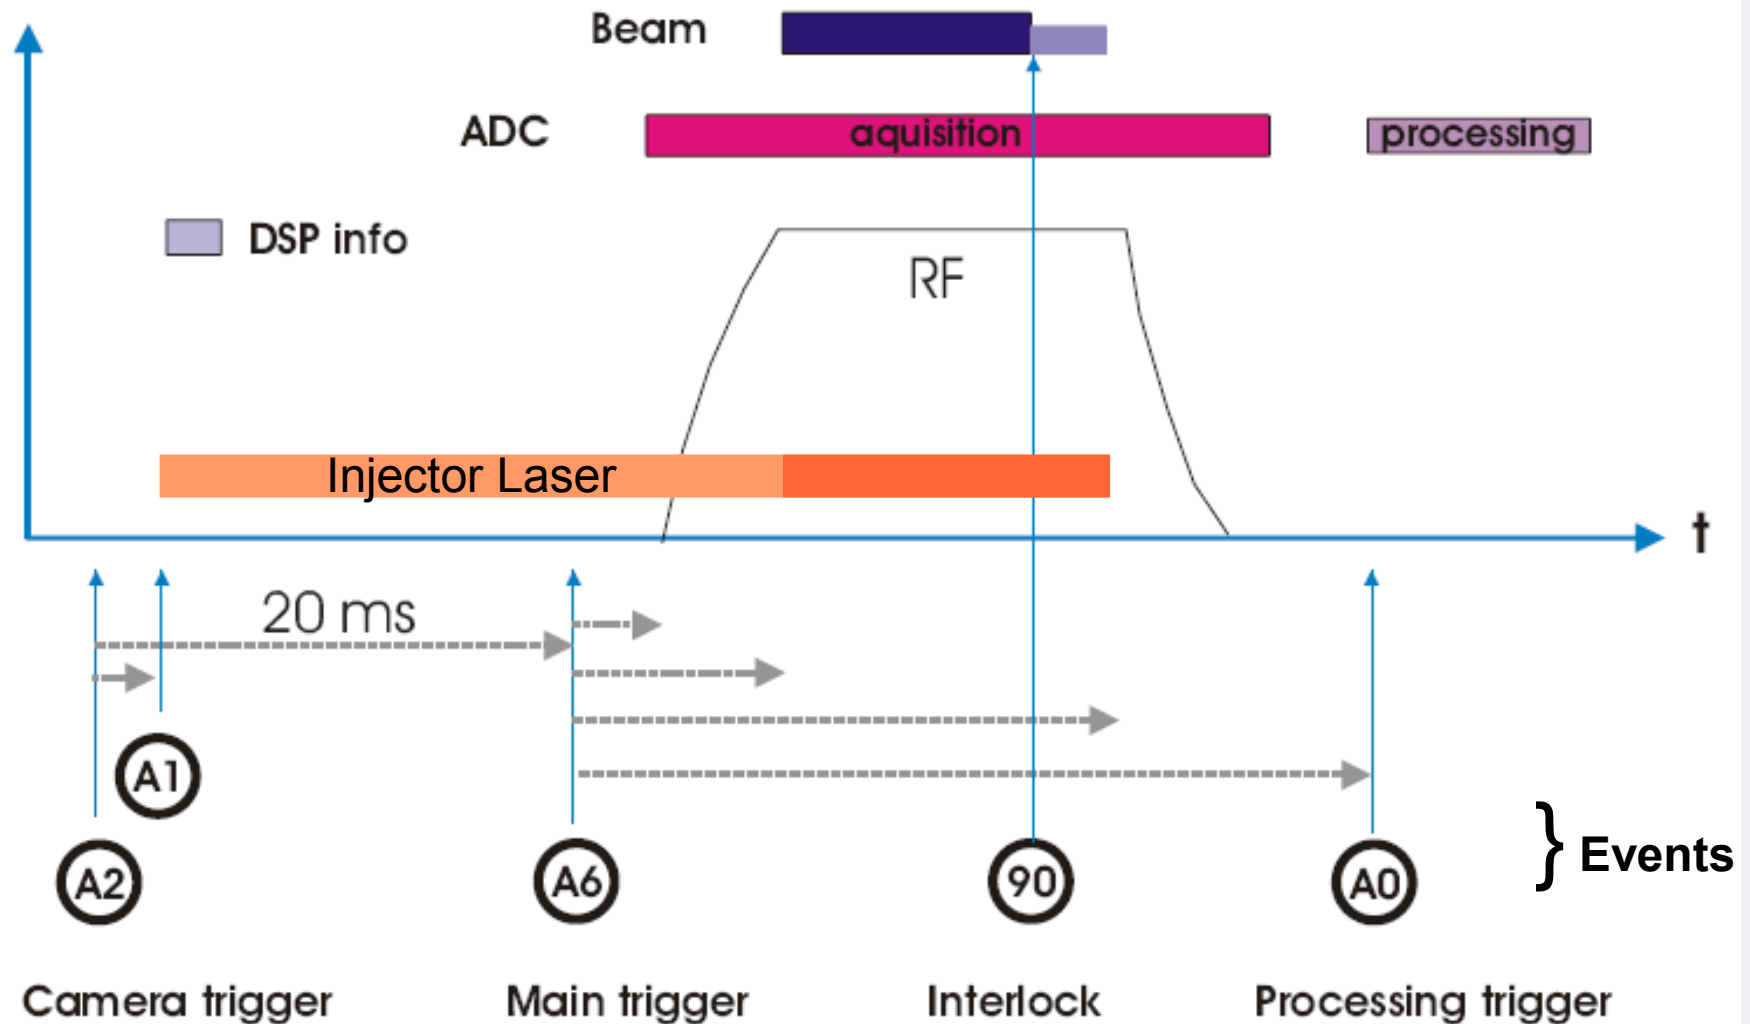 Beam
ADC
aquisition
processing
DSP info
RF
Injector Laser
t
20 ms
A1
A2
A6
90
A0
} Events
Camera trigger
Main trigger
Interlock
Processing trigger